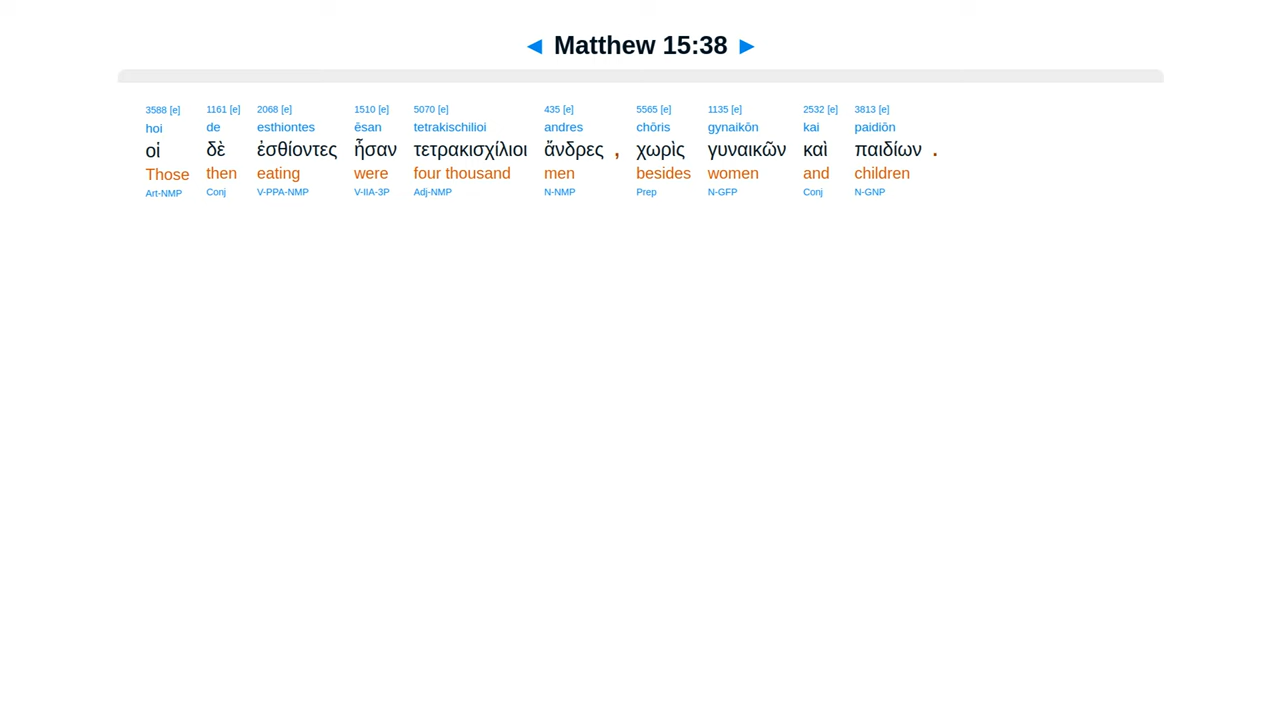 ◄ Matthew 15:38 ►
3588 [e] 1161 [e] 2068 [e] 1510 [e] 5070 [e] 435 [e] 5565 [e] 1135 [e] 2532 [e] 3813 [e]
hoi de esthiontes ēsan tetrakischilioi andres chōris gynaikōn kai paidiōn
οἱ δὲ ἐσθίοντες ἦσαν τετρακισχίλιοι ἄνδρες , χωρὶς γυναικῶν καὶ παιδίων .
Those then eating were four thousand men besides women and children
Art-NMP Conj V-PPA-NMP V-IIA-3P Adj-NMP N-NMP Prep N-GFP Conj N-GNP